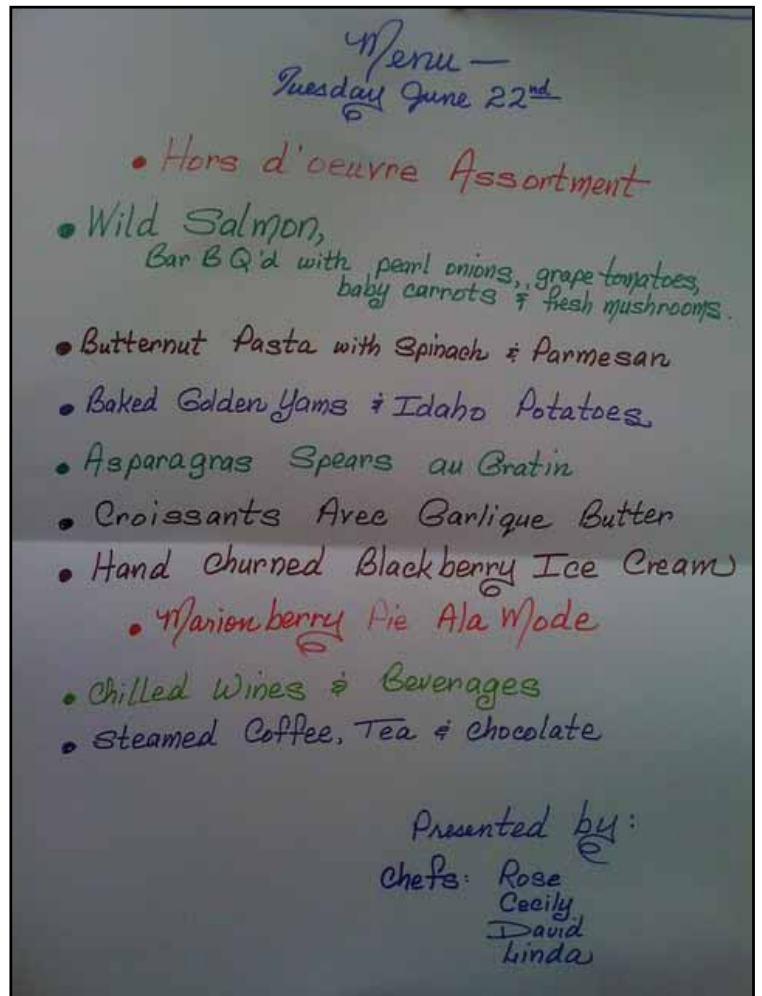 Menu —
Tuesday June 22nd
• Hors d'oeuvre Assortment
• Wild Salmon,
Bar B Q'd with pearl onions, grape tomatoes,
baby carrots & fresh mushrooms.
• Butternut Pasta with Spinach & Parmesan
• Baked Golden Yams & Idaho Potatoes
• Asparagras Spears au Gratin
• Croissants Avec Garlique Butter
• Hand Churned Blackberry Ice Cream
• Marionberry Pie Ala Mode
• Chilled Wines & Beverages
• Steamed Coffee, Tea & Chocolate
Presented by:
Chefs: Rose
Cecily
David
Linda